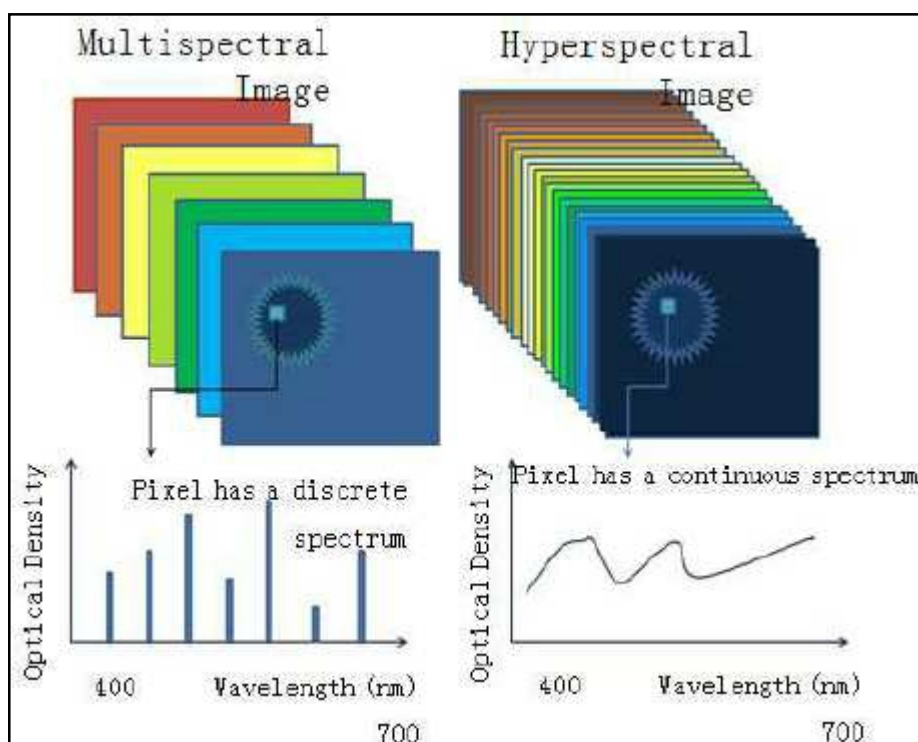 Multispectral
Image
Hyperspectral
Image
Pixel has a discrete
spectrum
Optical Density
400
Wavelength (nm)
700
Pixel has a continuous spectrum
Optical Density
400
Wavelength (nm)
700